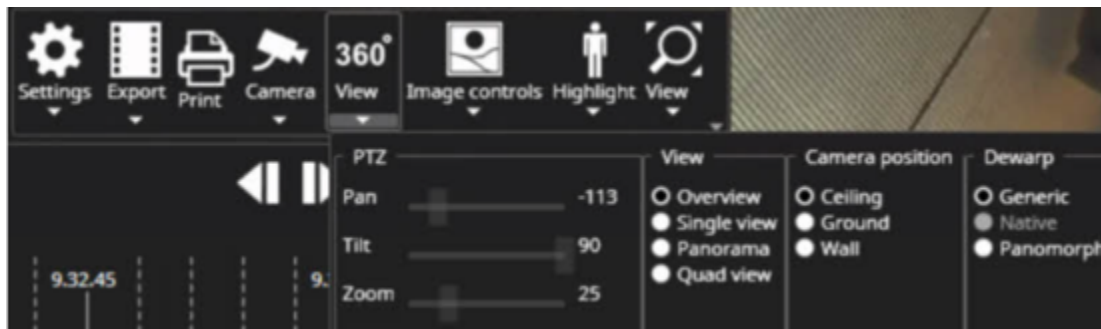 Settings Export Print Camera 360° View Image controls Highlight View
PTZ View Camera position Dewarp
Pan -113 Overview Ceiling Generic
Single view Ground Native
Tilt 90 Panorama Wall Panomorph
Quad view
9.32.45 9.
Zoom 25